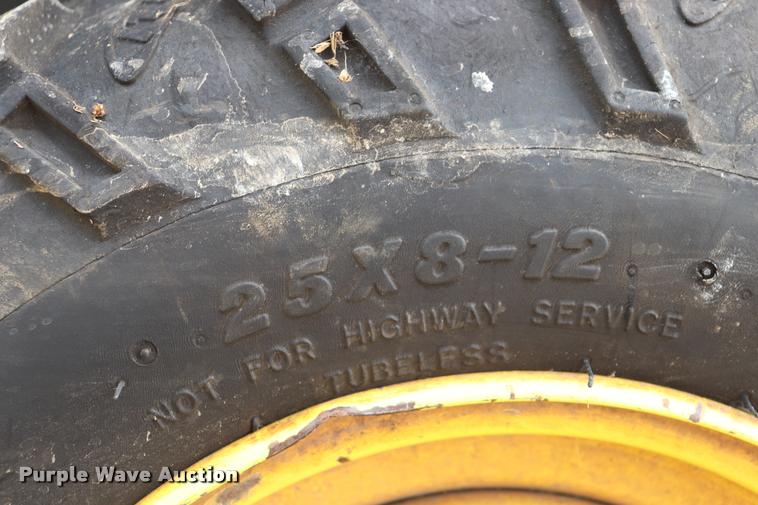 25X8-12
NOT FOR HIGHWAY SERVICE
TUBELESS
Purple Wave Auction